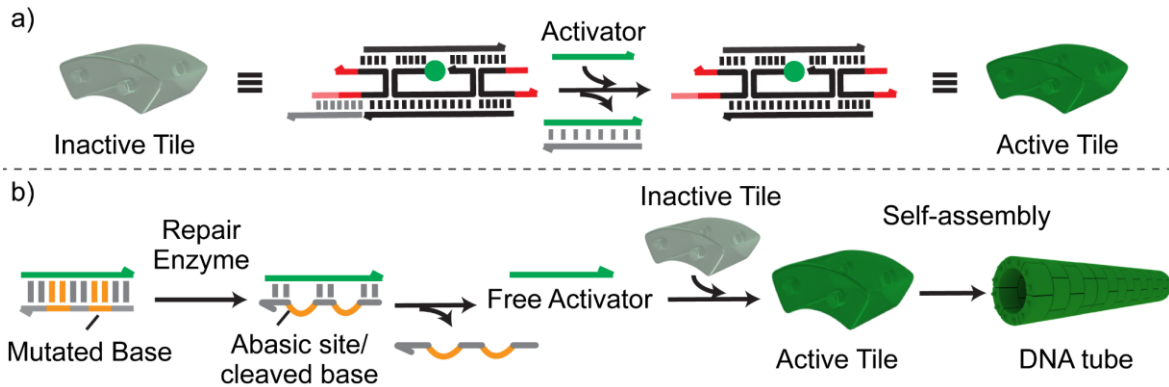 a)
Activator
Inactive Tile
Active Tile
b)
Repair
Enzyme
Mutated Base
Abasic site/
cleaved base
Free Activator
Inactive Tile
Active Tile
Self-assembly
DNA tube